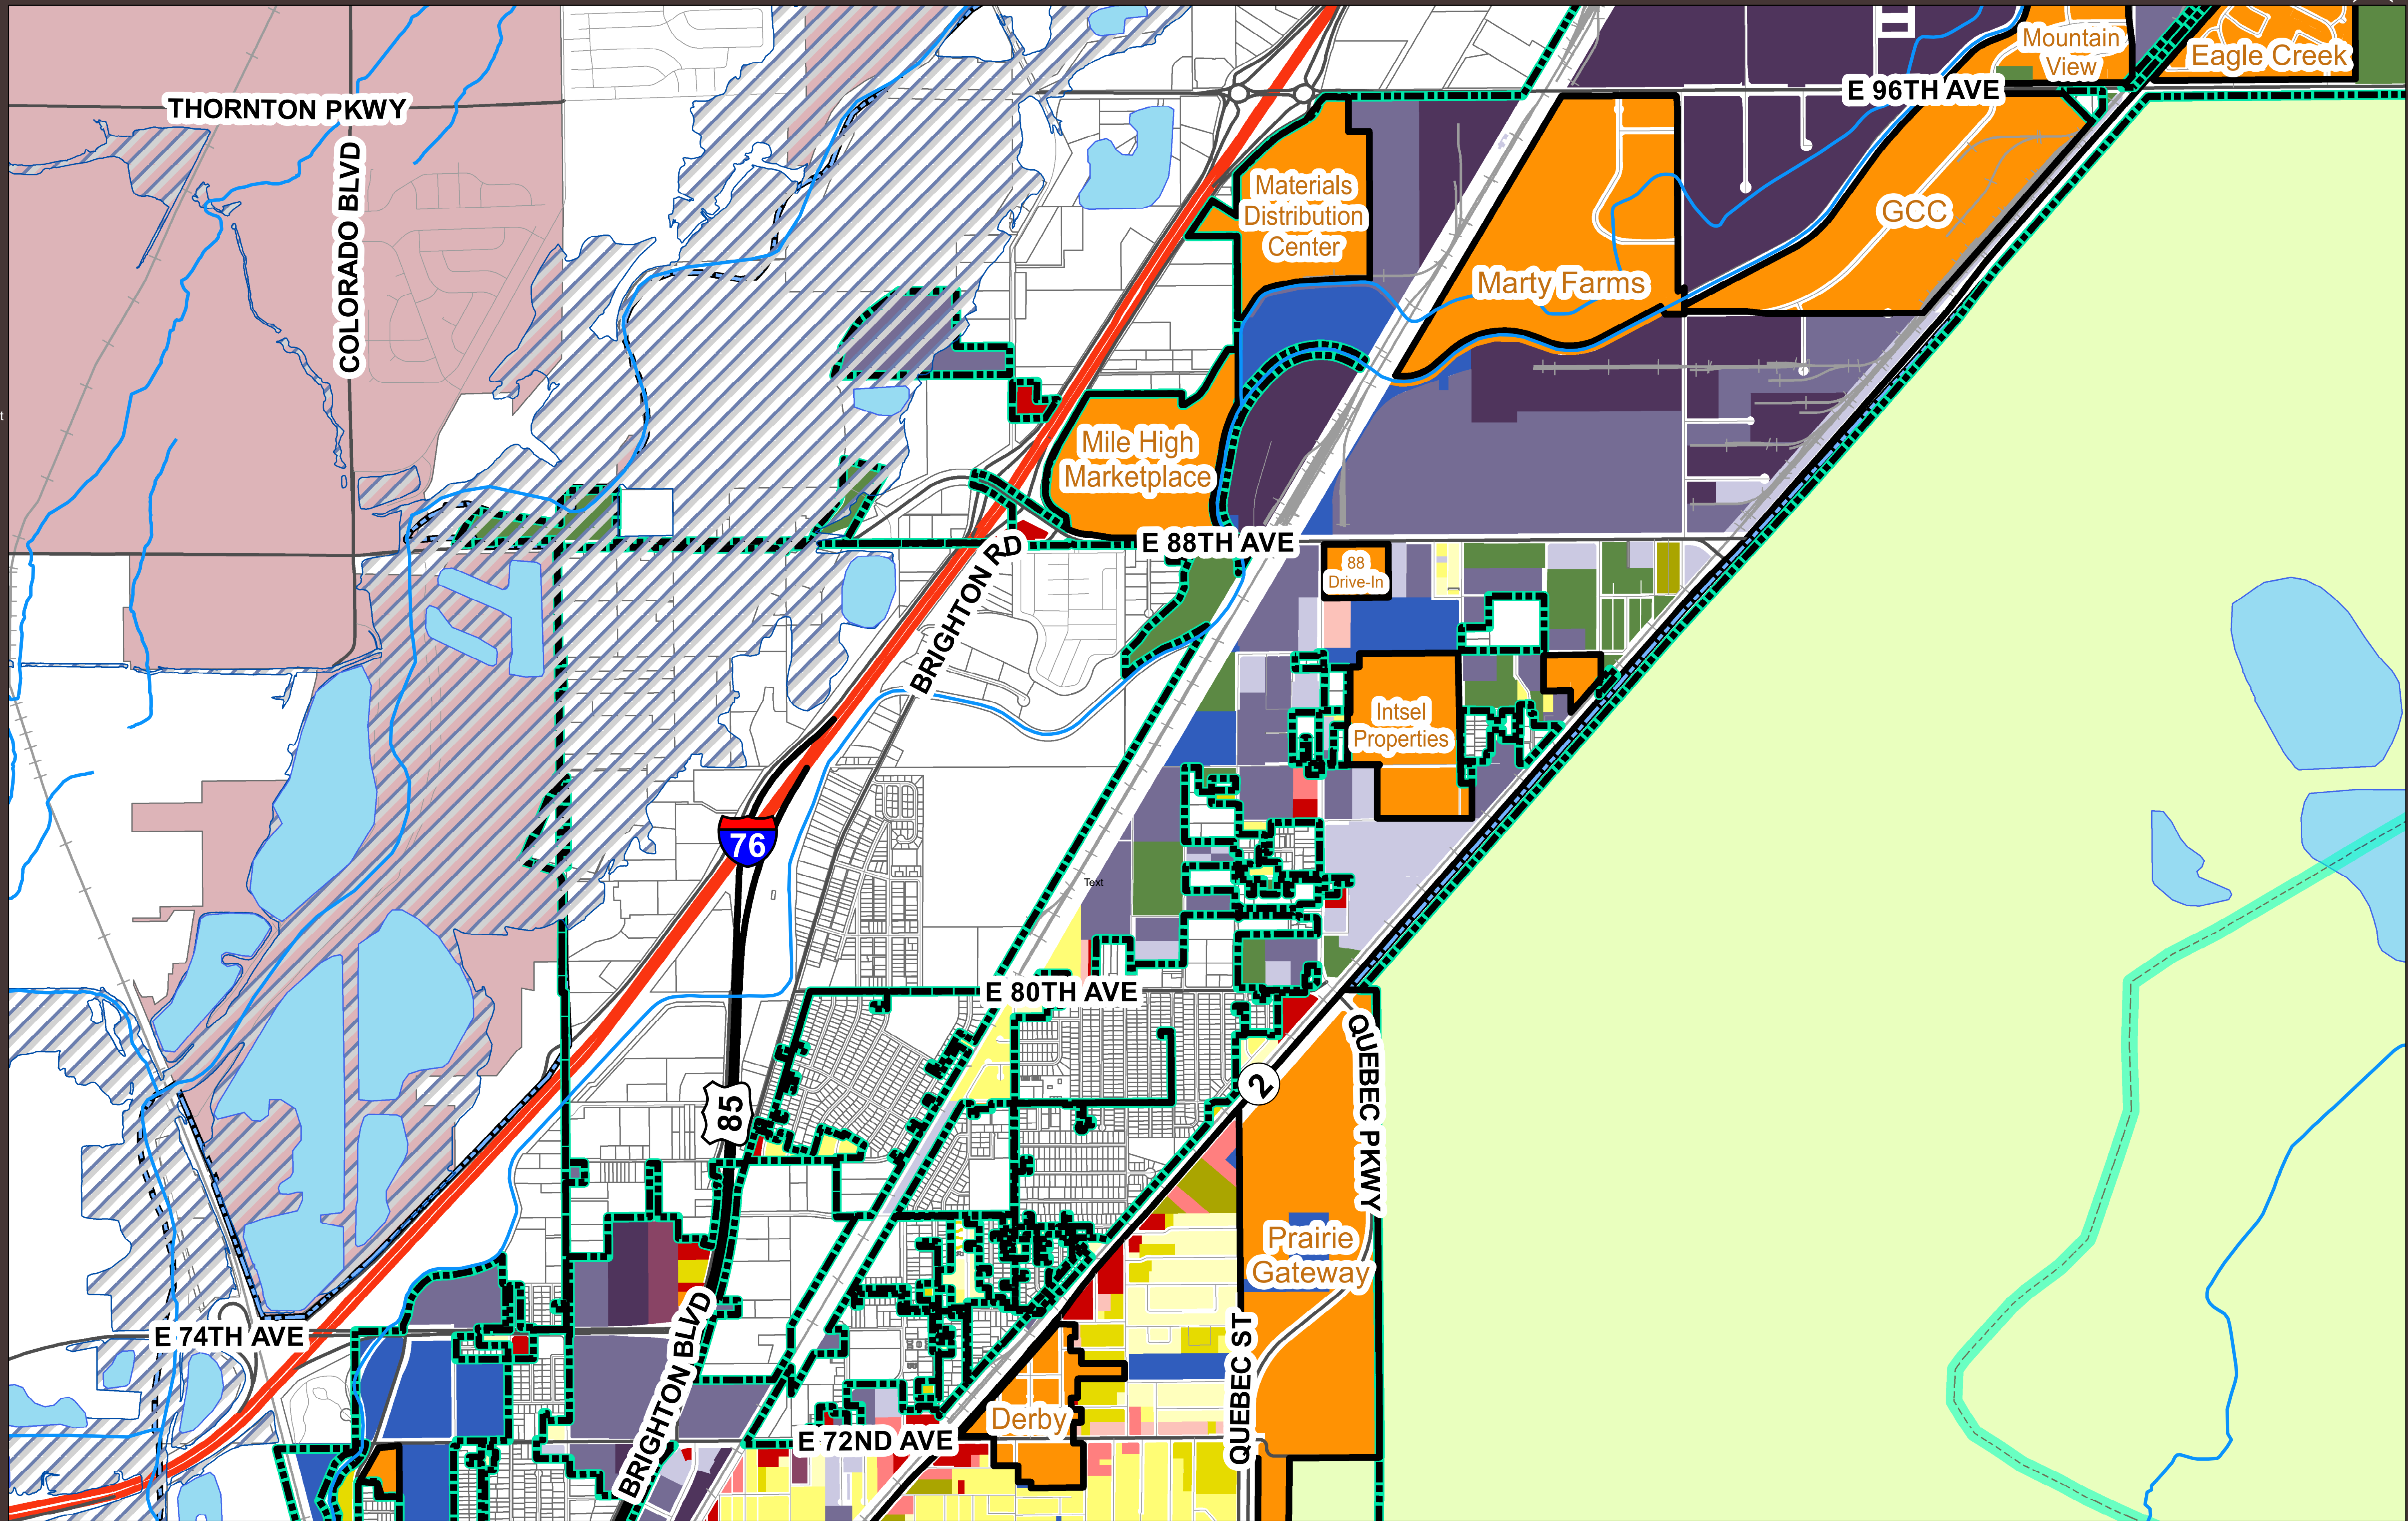 Mountain
View
Eagle Creek
E 96TH AVE
THORNTON PKWY
COLORADO BLVD
Materials
Distribution
Center
GCC
Marty Farms
t
Mile High
Marketplace
E 88TH AVE
BRIGHTON RD
88
Drive-In
Intsel
Properties
76
Text
E 80TH AVE
2
QUEBEC PKWY
85
Prairie
Gateway
E 74TH AVE
BRIGHTON BLVD
QUEBEC ST
Derby
E 72ND AVE